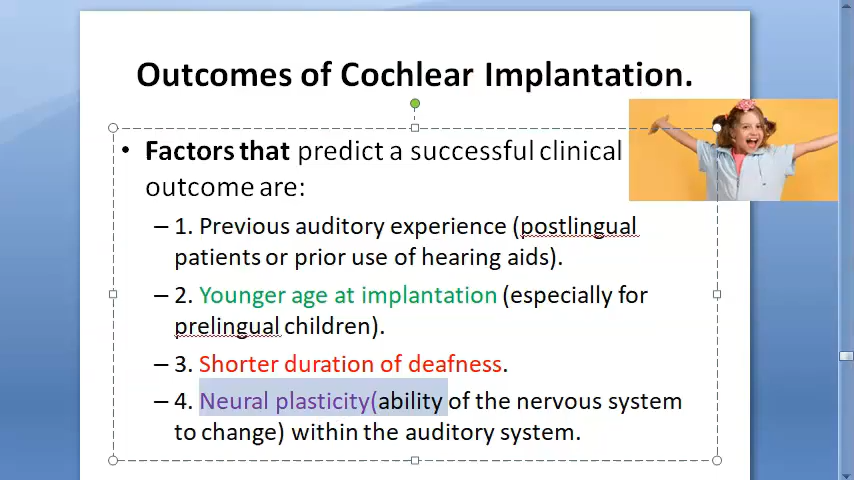 Outcomes of Cochlear Implantation.
• Factors that predict a successful clinical
outcome are:
– 1. Previous auditory experience (postlingual
patients or prior use of hearing aids).
– 2. Younger age at implantation (especially for
prelingual children).
– 3. Shorter duration of deafness.
– 4. Neural plasticity(ability of the nervous system
to change) within the auditory system.